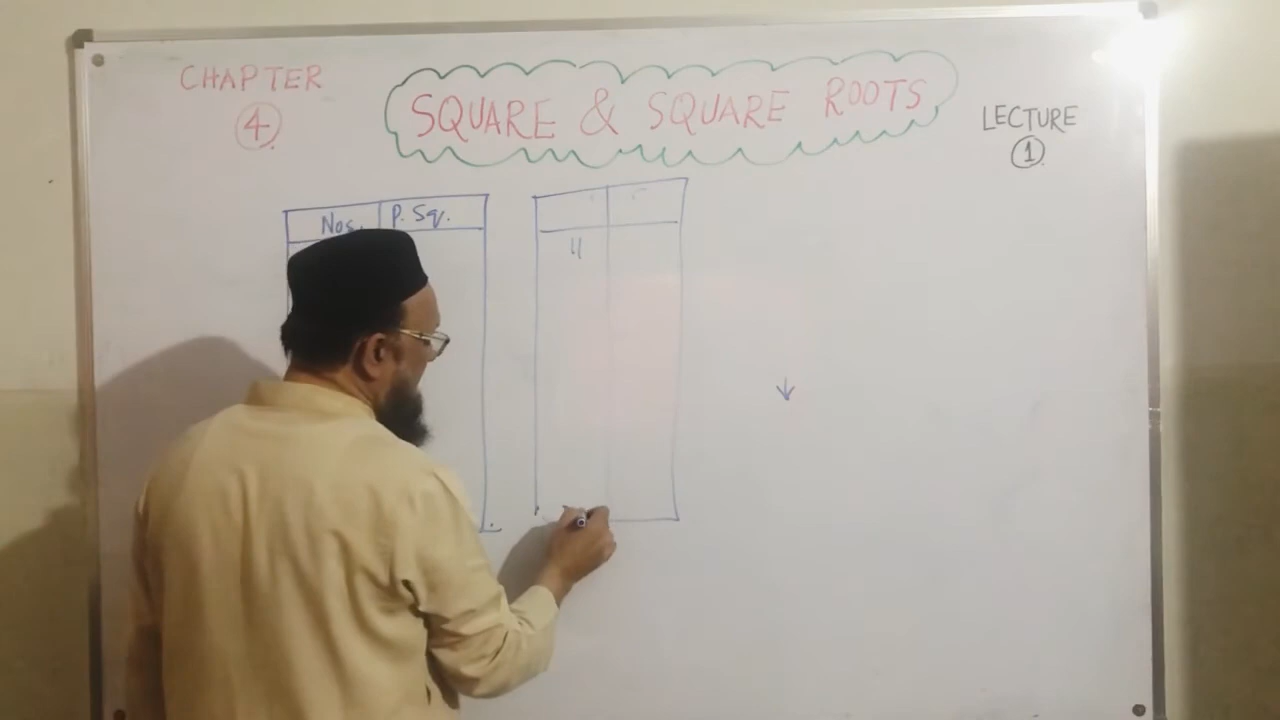 CHAPTER
4.
SQUARE & SQUARE ROOTS
LECTURE
1
Nos. P. Sq.
11